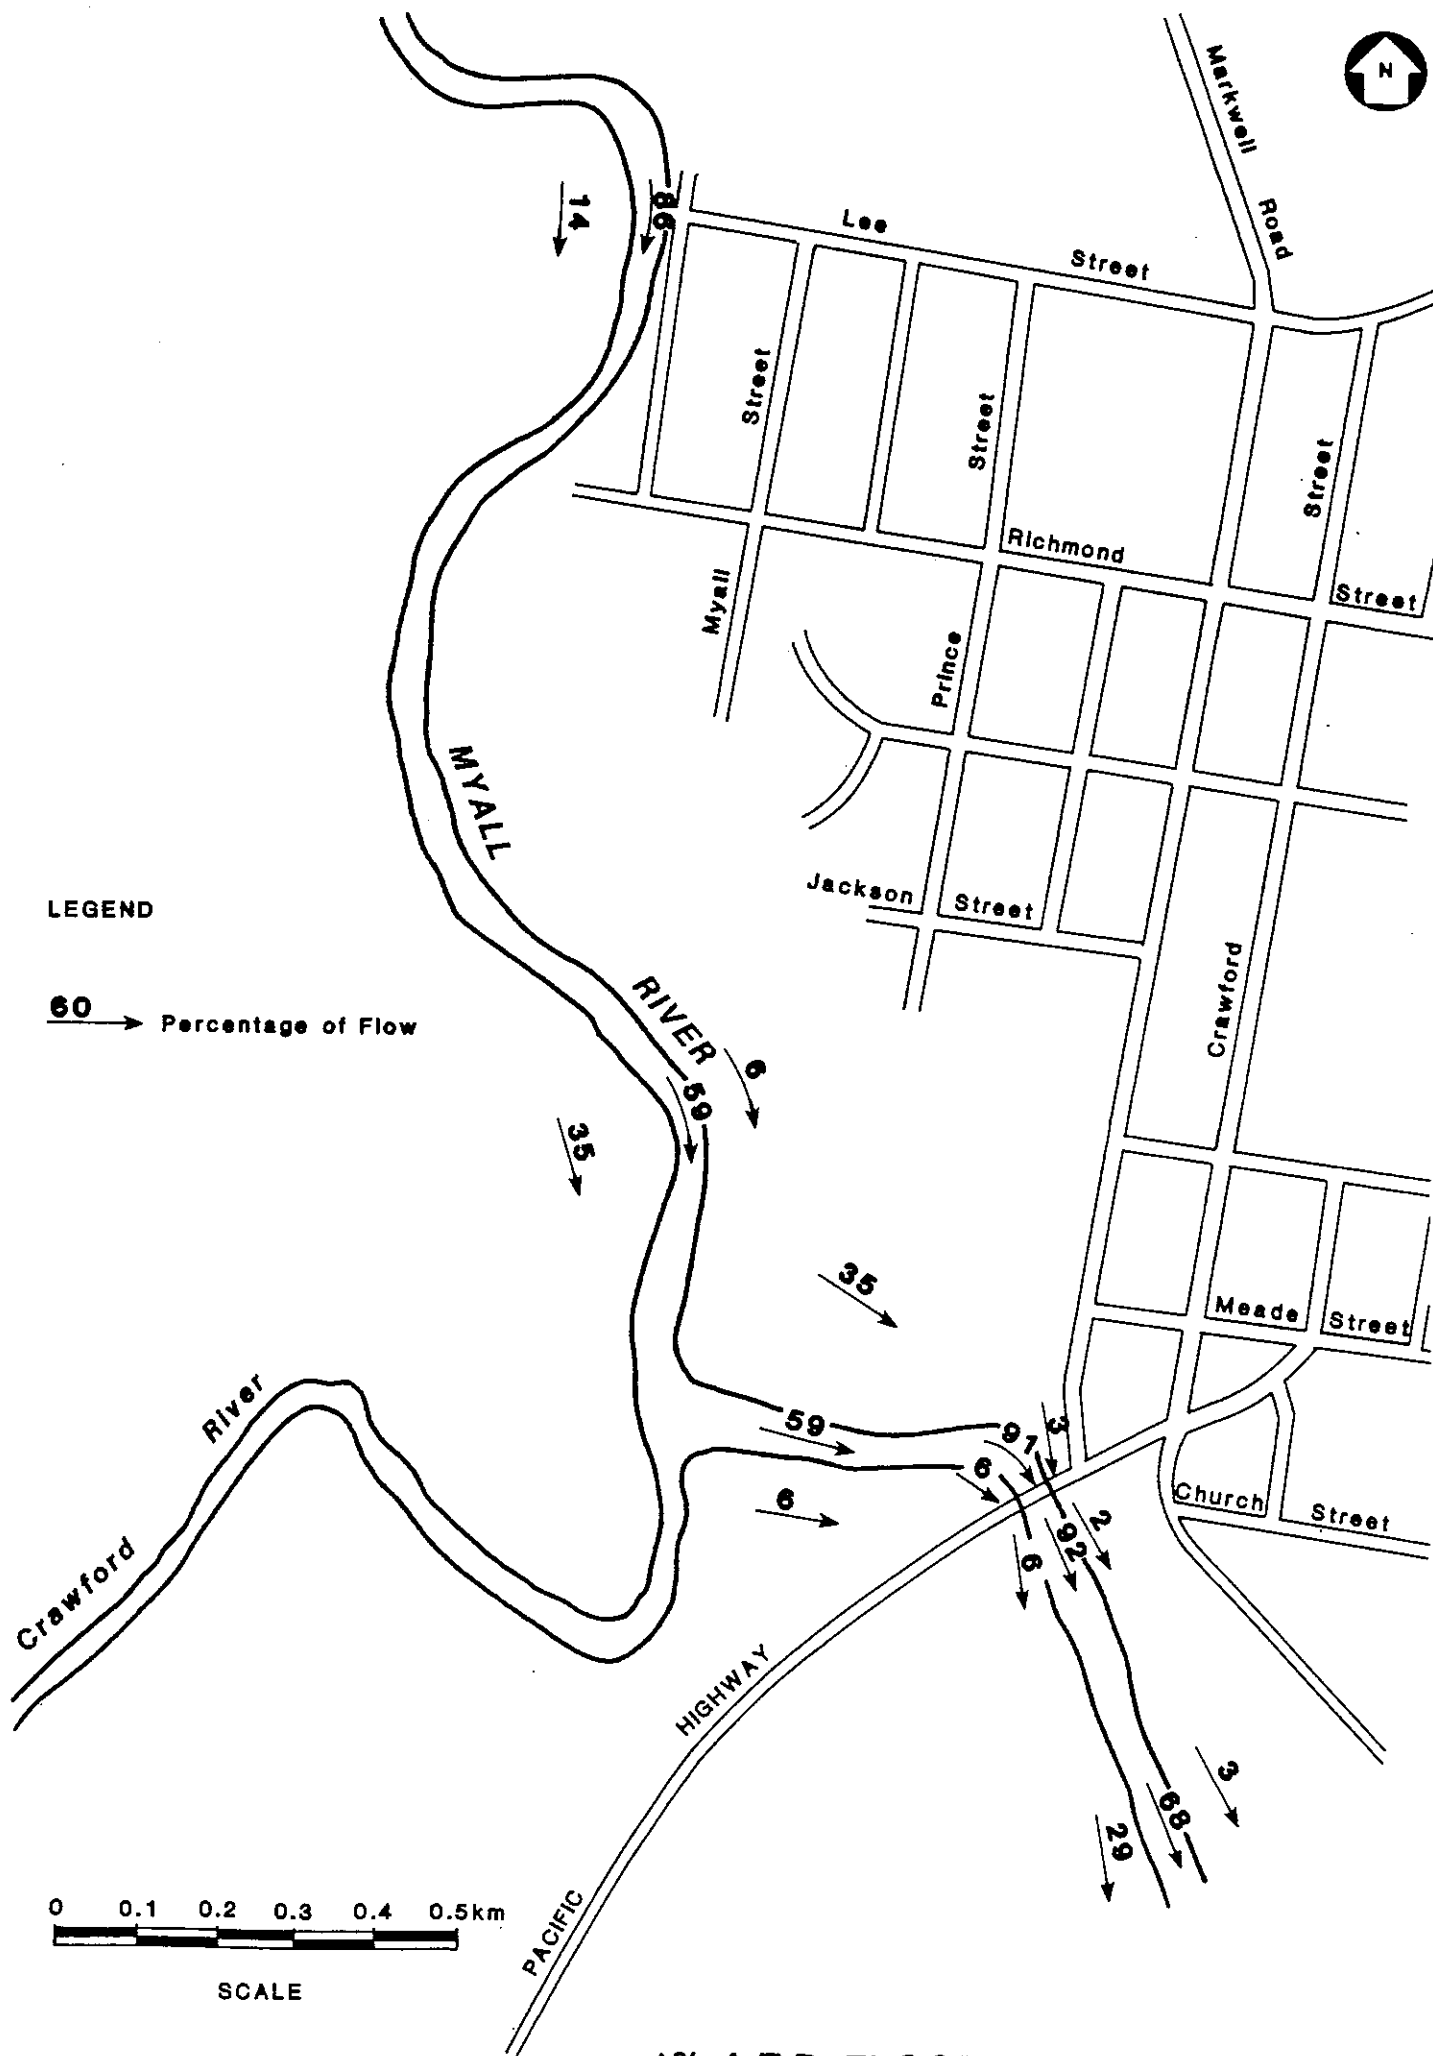 N
Markwell
Road
14
86
Lee
Street
Street
Street
Street
Richmond
Street
Myall
Prince
MYALL
Jackson
Street
LEGEND
60
Percentage of Flow
RIVER
Crawford
6
59
35
35
Meade
Street
River
59
91
3
6
6
Church
Street
2
92
6
Crawford
HIGHWAY
3
68
29
PACIFIC
0 0.1 0.2 0.3 0.4 0.5km
SCALE